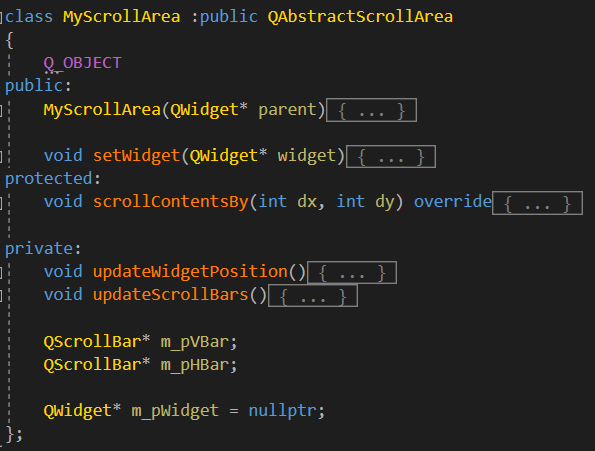 class MyScrollArea :public QAbstractScrollArea
{
Q_OBJECT
public:
MyScrollArea(QWidget* parent){ ... }
void setWidget(QWidget* widget){ ... }
protected:
void scrollContentsBy(int dx, int dy) override{ ... }
private:
void updateWidgetPosition(){ ... }
void updateScrollBars(){ ... }
QScrollBar* m_pVBar;
QScrollBar* m_pHBar;
QWidget* m_pWidget = nullptr;
};